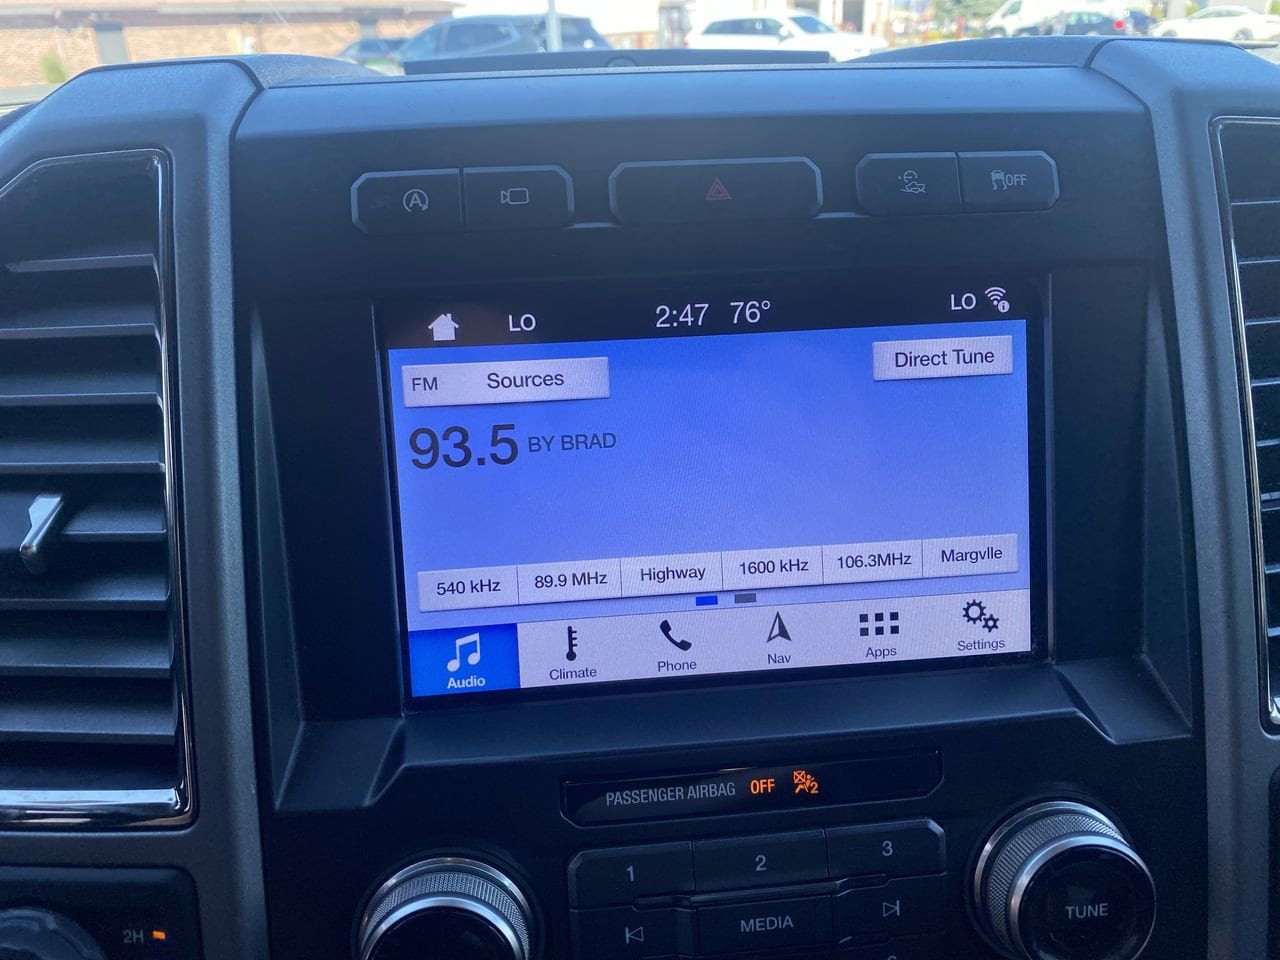 OFF
LO 2:47 76° LO
FM Sources Direct Tune
93.5 BY BRAD
540 kHz 89.9 MHz Highway 1600 kHz 106.3MHz Margvlle
Audio Climate Phone Nav Apps Settings
PASSENGER AIRBAG OFF 2
1 2 3
MEDIA
TUNE
2H